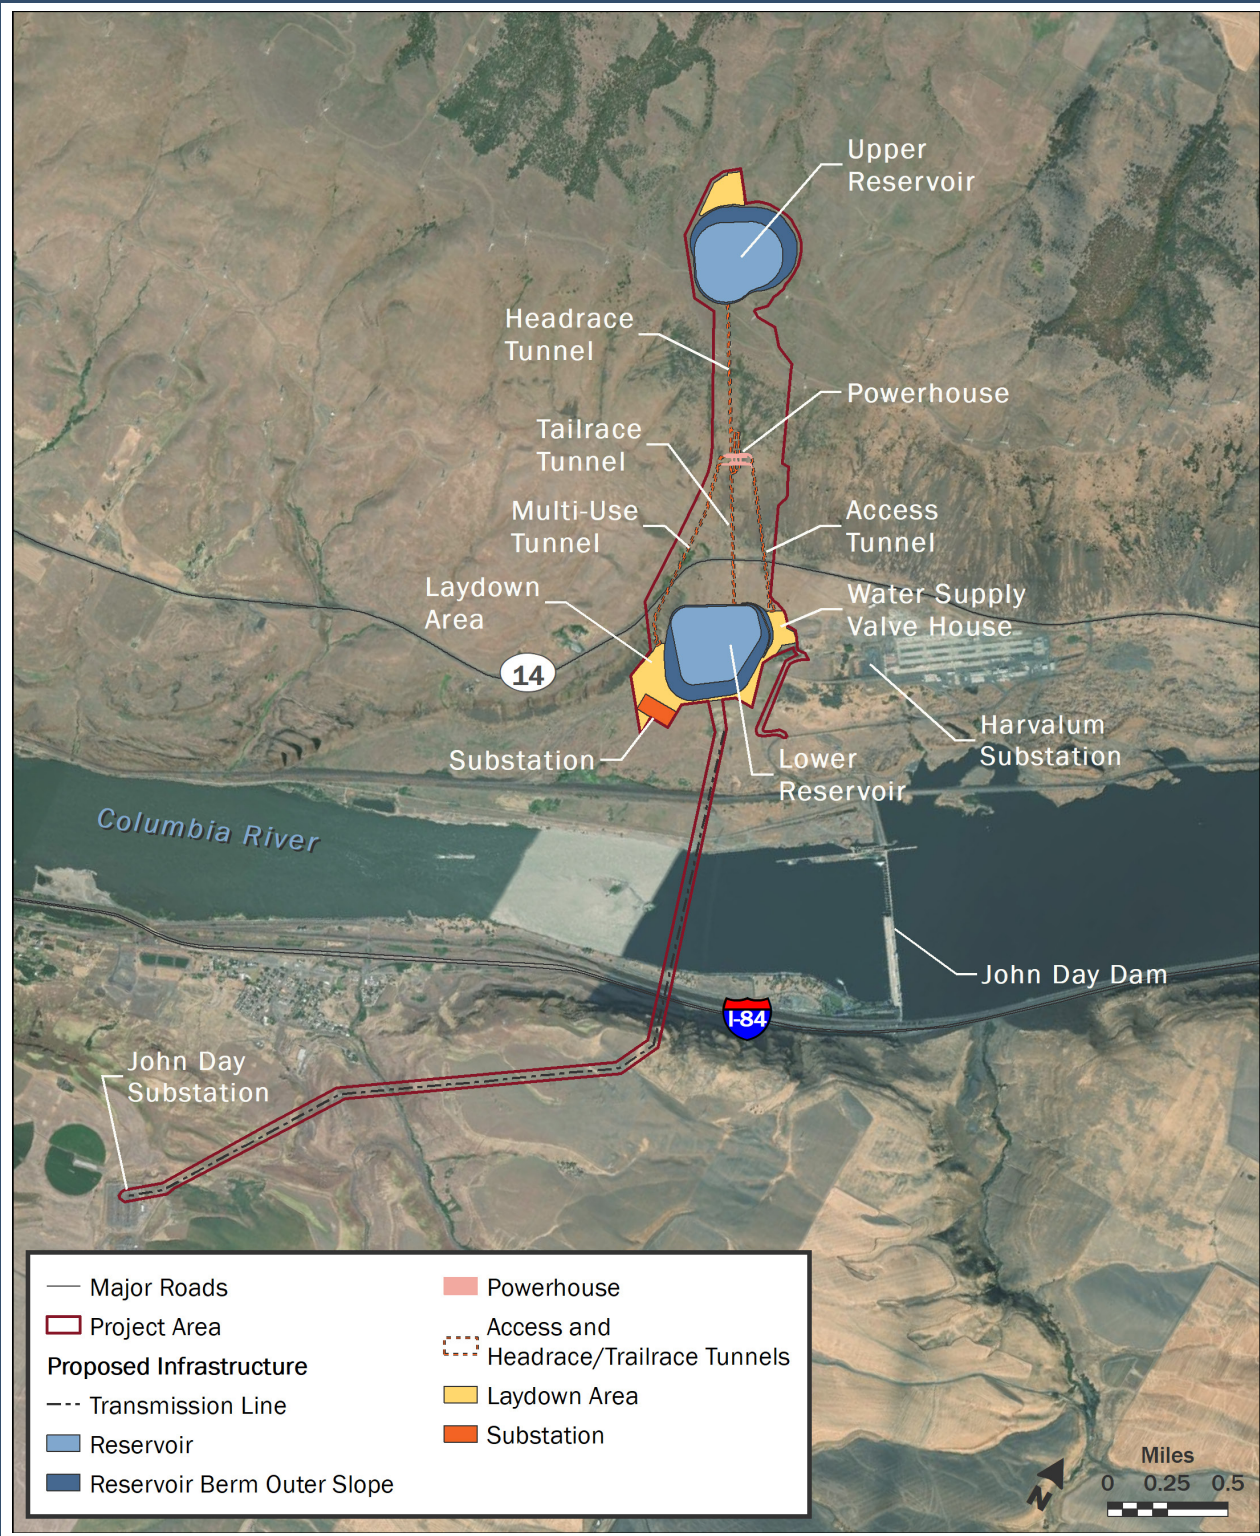 Upper
Reservoir
Headrace
Tunnel
Powerhouse
Tailrace
Tunnel
Multi-Use
Tunnel
Access
Tunnel
Laydown
Area
Water Supply
Valve House
14
Harvalum
Substation
Substation
Lower
Reservoir
Columbia River
John Day Dam
I-84
John Day
Substation
Major Roads
Project Area
Proposed Infrastructure
Transmission Line
Reservoir
Reservoir Berm Outer Slope
Powerhouse
Access and
Headrace/Trailrace Tunnels
Laydown Area
Substation
N
Miles
0 0.25 0.5